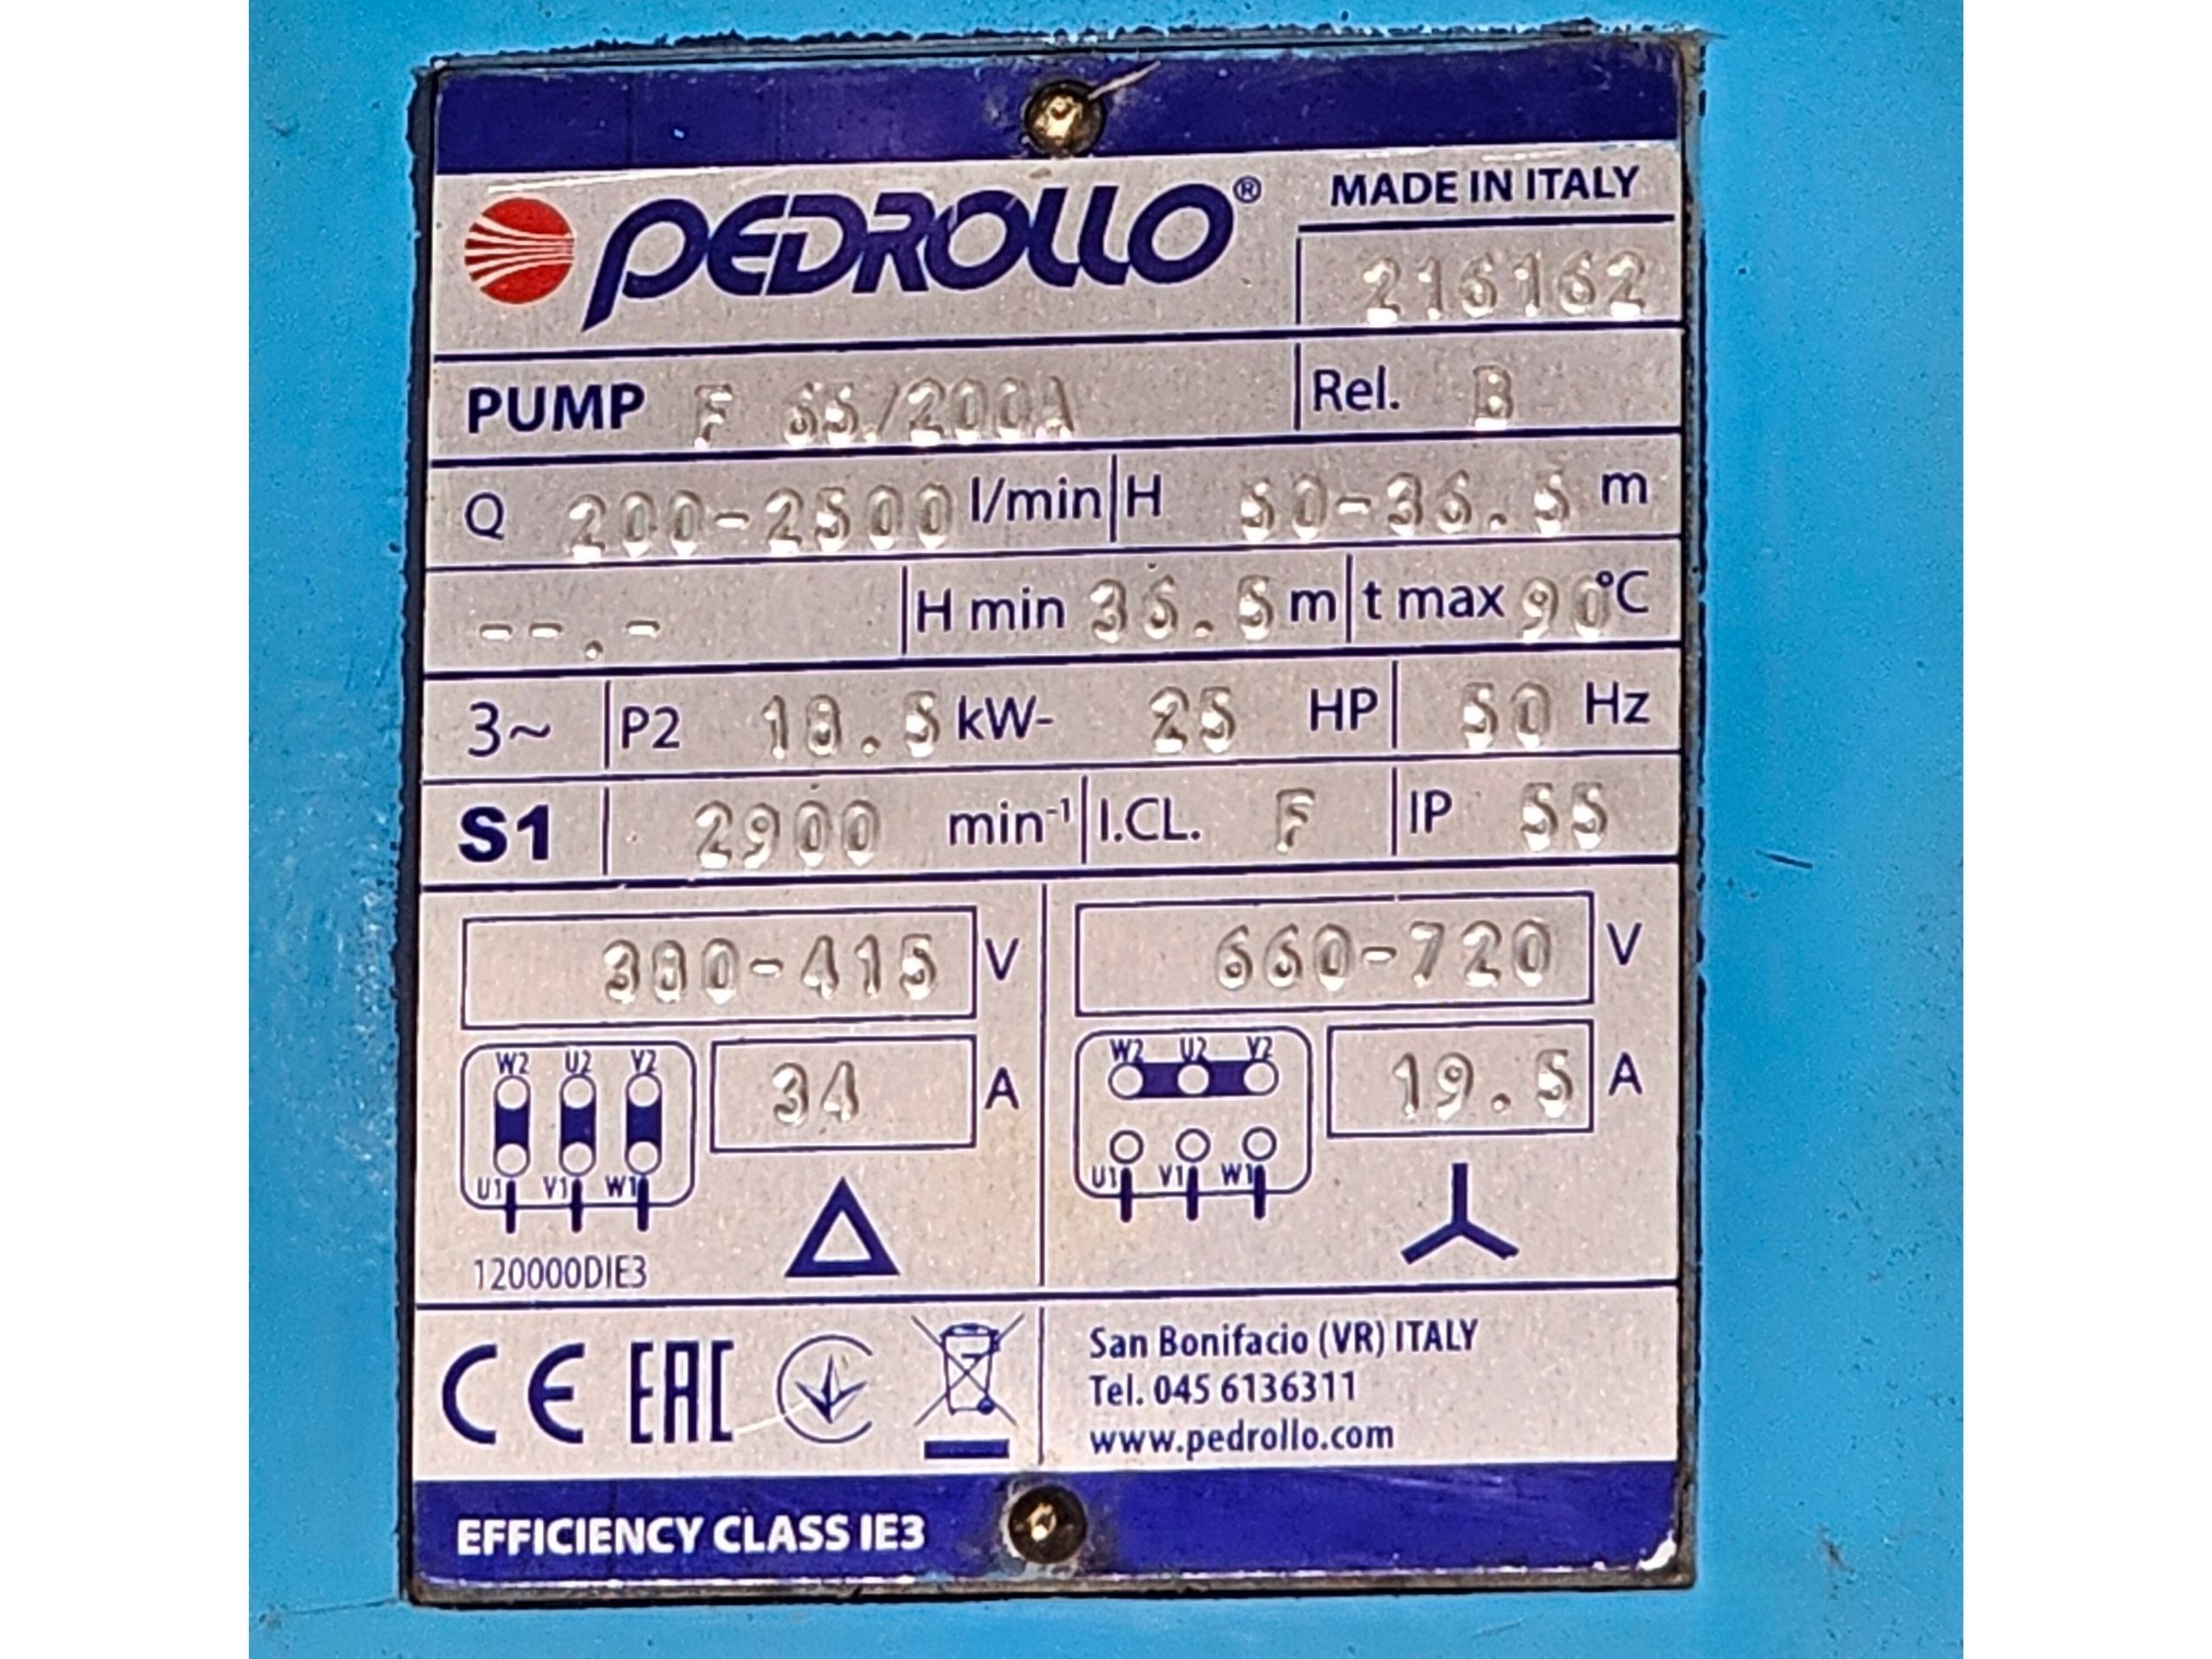 PEDROLLO®
MADE IN ITALY
216162
PUMP F 65/200A Rel. B
Q 200-2500 l/min H 50-36.5 m
--.- H min 36.5 m t max 90°C
3~ P2 18.5 kW- 25 HP 50 Hz
S1 2900 min-1 I.CL. F IP 55
380-415 V 660-720 V
W2 U2 V2 34 A W2 U2 V2 19.5 A
U1 V1 W1 U1 V1 W1
120000DIE3
CE EAC
San Bonifacio (VR) ITALY
Tel. 045 6136311
www.pedrollo.com
EFFICIENCY CLASS IE3